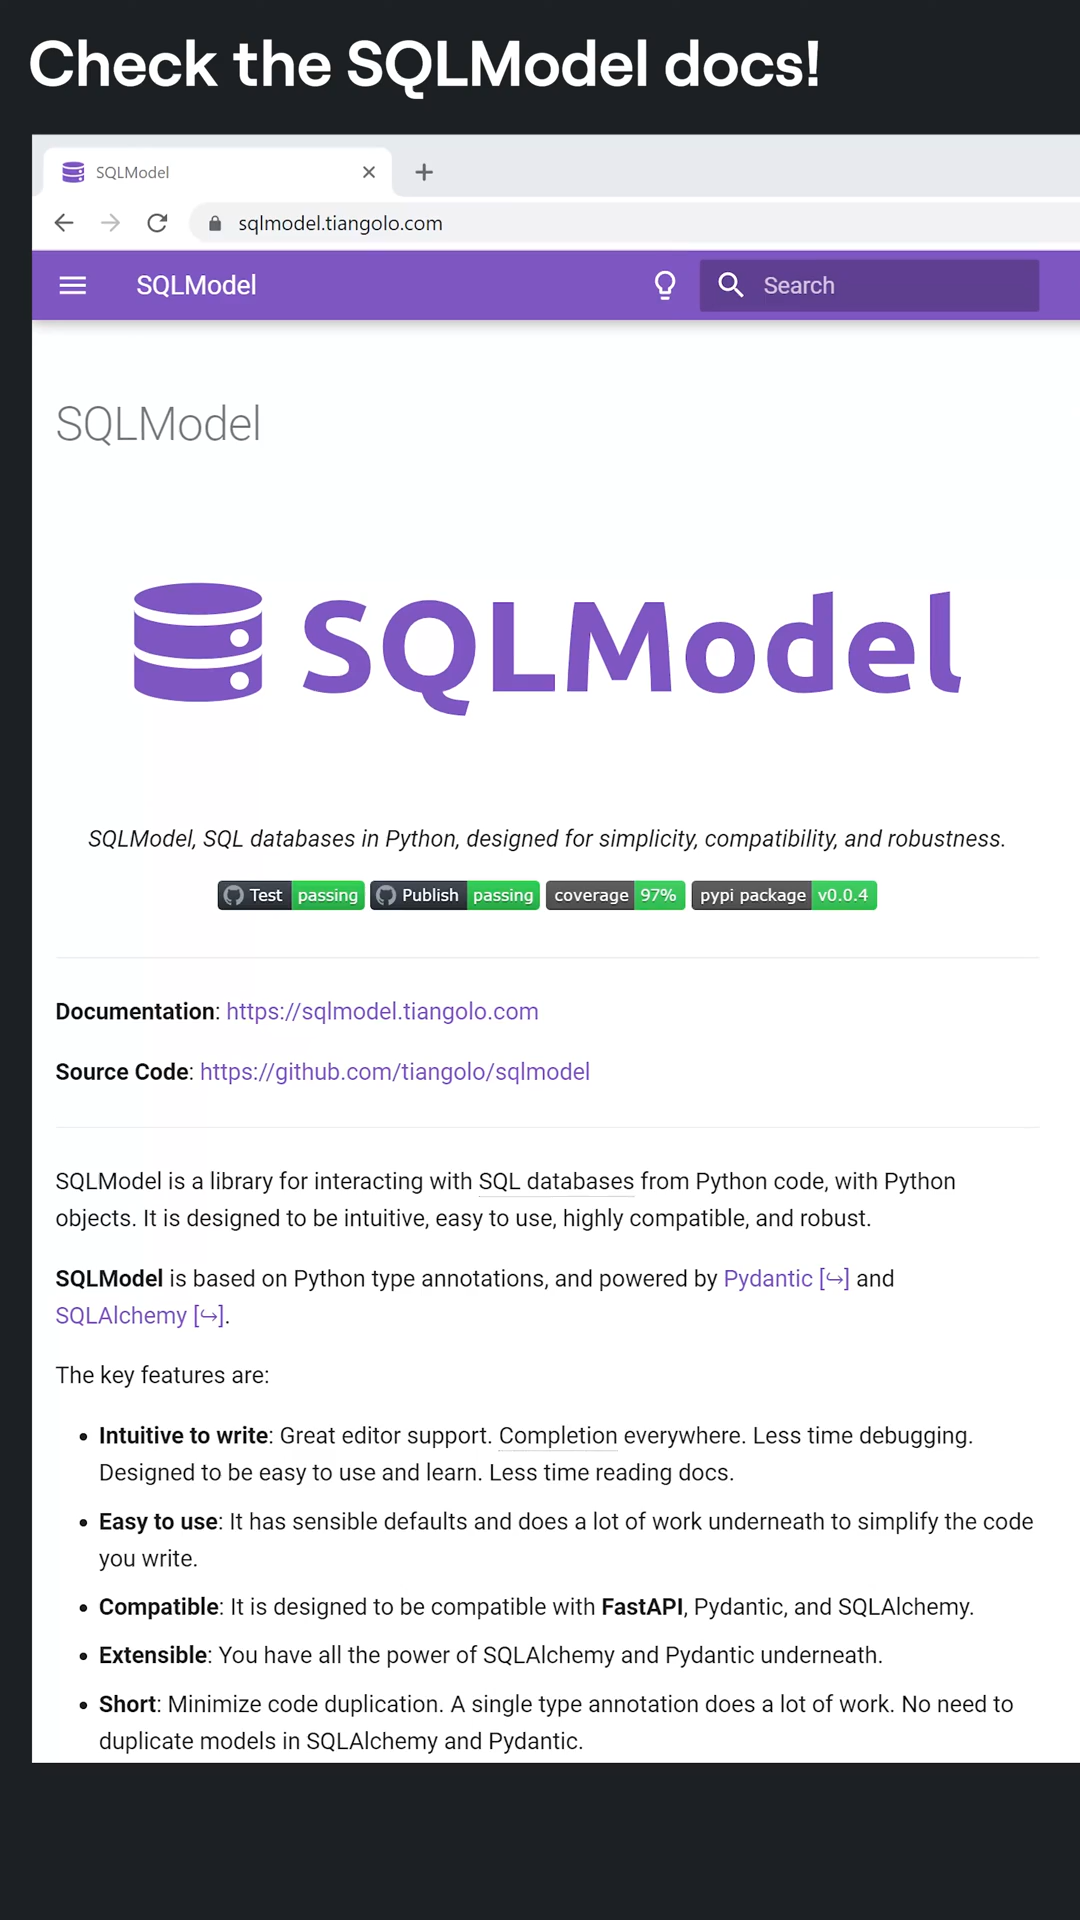 Check the SQLModel docs!
SQLModel
sqlmodel.tiangolo.com
SQLModel
Search
SQLModel
SQLModel
SQLModel, SQL databases in Python, designed for simplicity, compatibility, and robustness.
Test passing Publish passing coverage 97% pypi package v0.0.4
Documentation: https://sqlmodel.tiangolo.com
Source Code: https://github.com/tiangolo/sqlmodel
SQLModel is a library for interacting with SQL databases from Python code, with Python
objects. It is designed to be intuitive, easy to use, highly compatible, and robust.
SQLModel is based on Python type annotations, and powered by Pydantic [↪] and
SQLAlchemy [↪].
The key features are:
• Intuitive to write: Great editor support. Completion everywhere. Less time debugging.
Designed to be easy to use and learn. Less time reading docs.
• Easy to use: It has sensible defaults and does a lot of work underneath to simplify the code
you write.
• Compatible: It is designed to be compatible with FastAPI, Pydantic, and SQLAlchemy.
• Extensible: You have all the power of SQLAlchemy and Pydantic underneath.
• Short: Minimize code duplication. A single type annotation does a lot of work. No need to
duplicate models in SQLAlchemy and Pydantic.